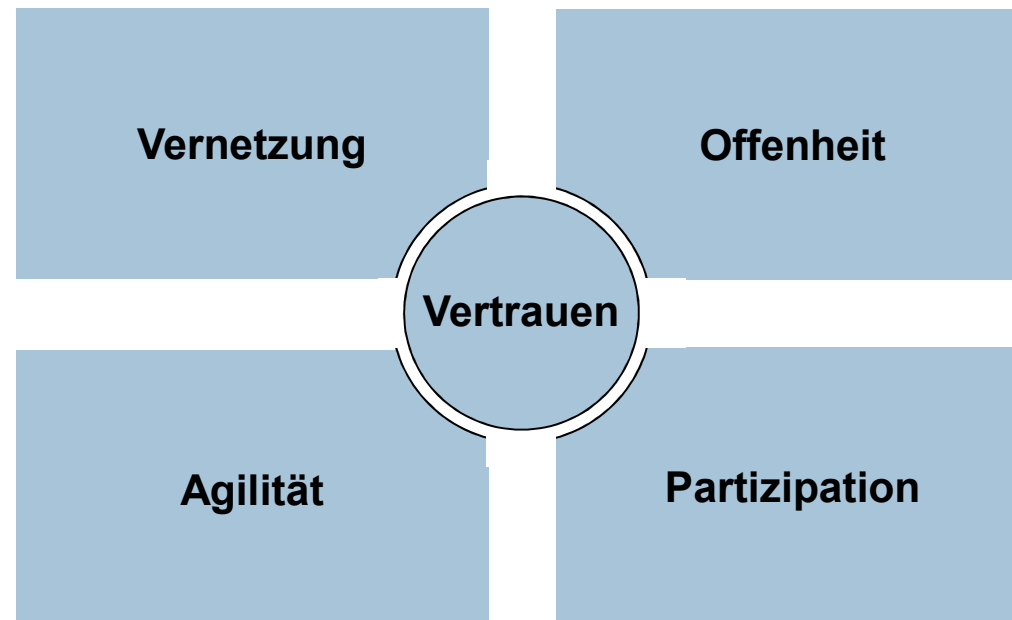 Vernetzung
Offenheit
Vertrauen
Agilität
Partizipation